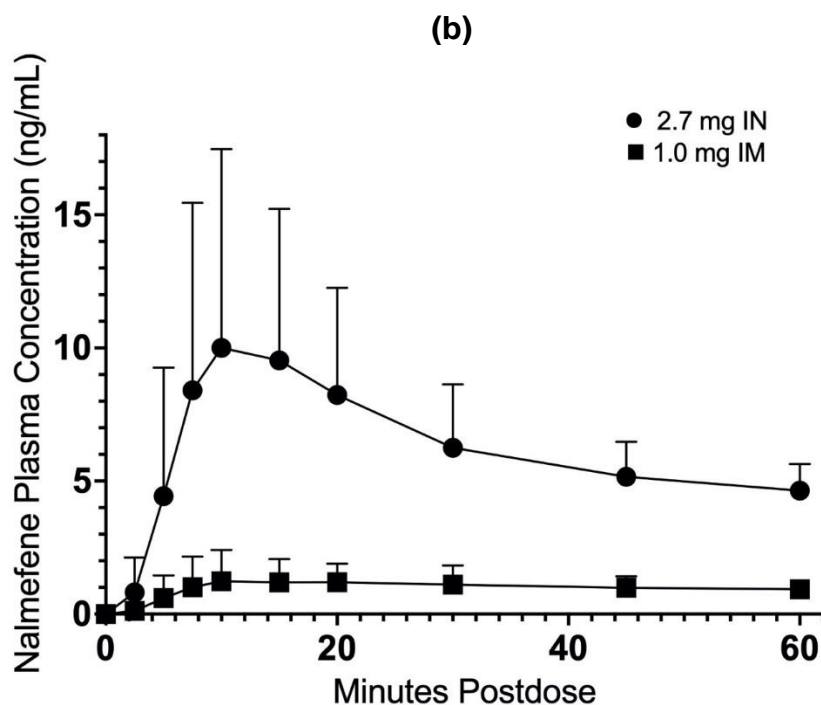 (b)
Nalmefene Plasma Concentration (ng/mL)
2.7 mg IN
1.0 mg IM
15
10
5
0
0 20 40 60
Minutes Postdose